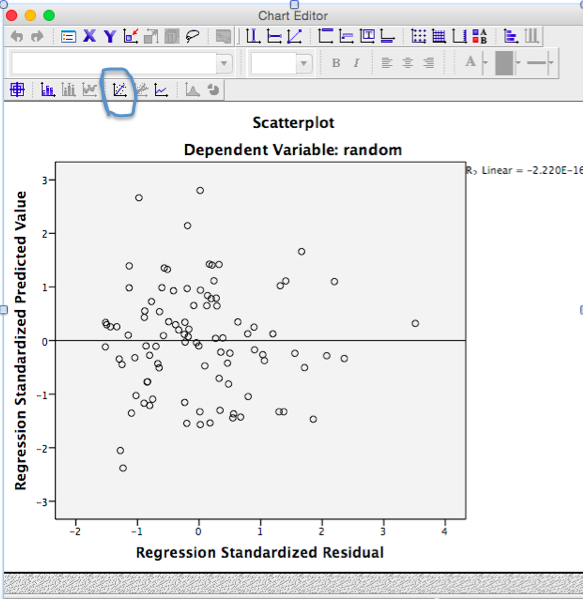 Chart Editor
X Y
A
B
B I
A
Scatterplot
Dependent Variable: random
R2 Linear = -2.220E-16
Regression Standardized Predicted Value
3
2
1
0
-1
-2
-3
-2 -1 0 1 2 3 4
Regression Standardized Residual